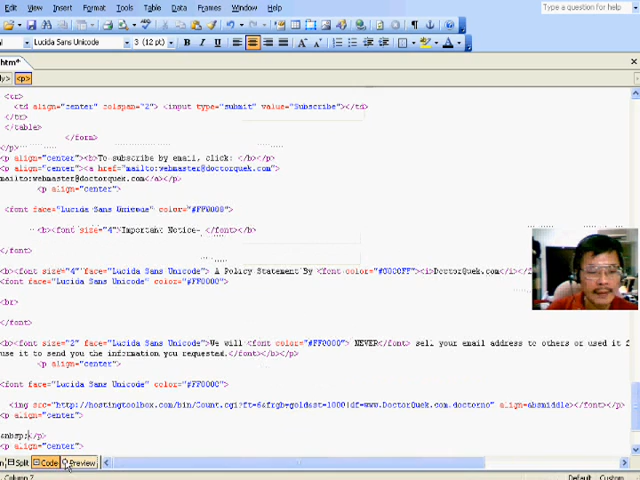 View Insert Format Tools Table Data Frames Window Help Type a question for help
Lucida Sans Unicode 3 (12 pt) B I U
htm*
<p>
<tr>
<td align="center" colspan="2"> <input type="submit" value="Subscribe"></td>
</tr>
</table>
</form>
</p>
<p align="center"><b>To subscribe by email, click: </b></p>
<p align="center"><a href="mailto:webmaster@doctorquek.com">
mailto:webmaster@doctorquek.com</a></p>
<p align="center">
<font face="Lucida Sans Unicode" color="#FF0000">
<b><font size="4">Important Notice- </font></b>
</font>
<b><font size="4" face="Lucida Sans Unicode"> A Policy Statement By <font color="#C0C0FF"><i>DoctorQuek.com</i></
<font face="Lucida Sans Unicode" color="#FF0000">
<br>
</font>
<b><font size="2" face="Lucida Sans Unicode">We will <font color="#FF0000"> NEVER</font> sell your email address to others or used it f
use it to send you the information you requested.</font></b></p>
<p align="center">
<font face="Lucida Sans Unicode" color="#FF0000">
<img src="http://hostingtoolbox.com/bin/Count.cgi?ft=6&frgb=gold&st=1000|df=www.DoctorQuek.com.doctorno" align=absmiddle></font></p>
<p align="center">
&nbsp;</p>
<p align="center">
Split Code Preview
Default Custom